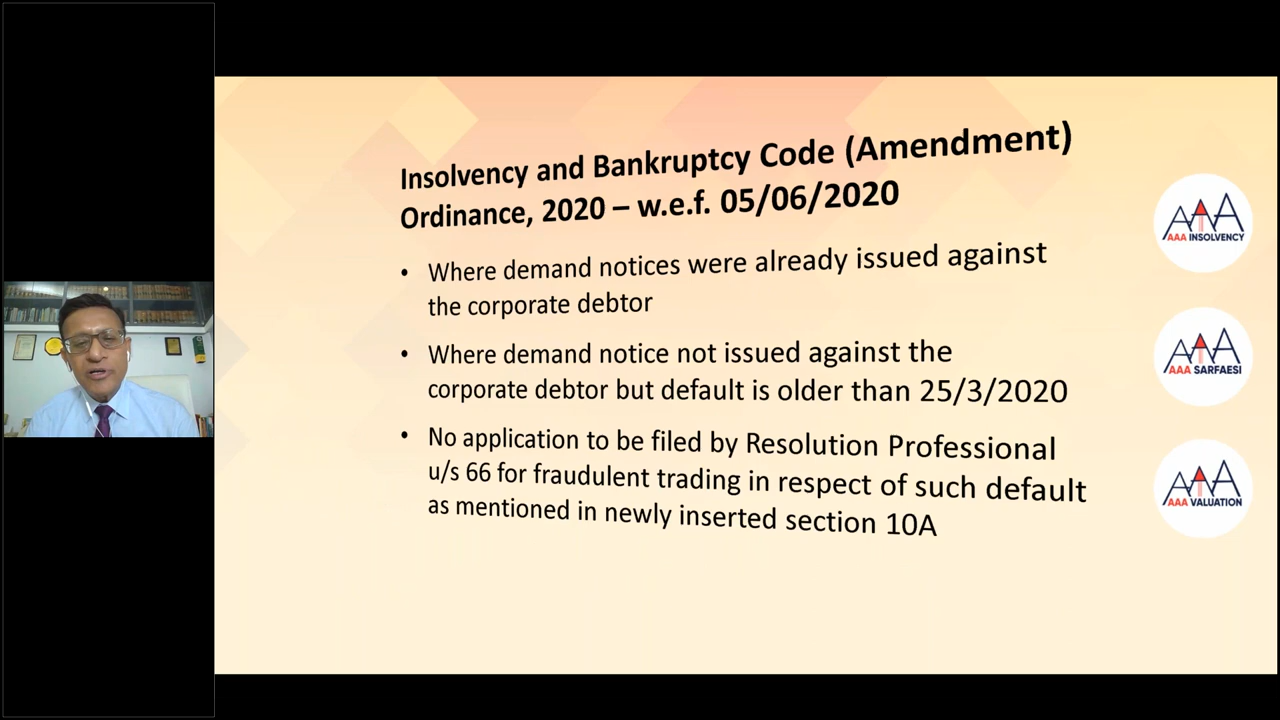 Insolvency and Bankruptcy Code (Amendment)
Ordinance, 2020 – w.e.f. 05/06/2020
• Where demand notices were already issued against
the corporate debtor
• Where demand notice not issued against the
corporate debtor but default is older than 25/3/2020
• No application to be filed by Resolution Professional
u/s 66 for fraudulent trading in respect of such default
as mentioned in newly inserted section 10A
AAA
AAA INSOLVENCY
AAA
AAA SARFAESI
AAA
AAA VALUATION